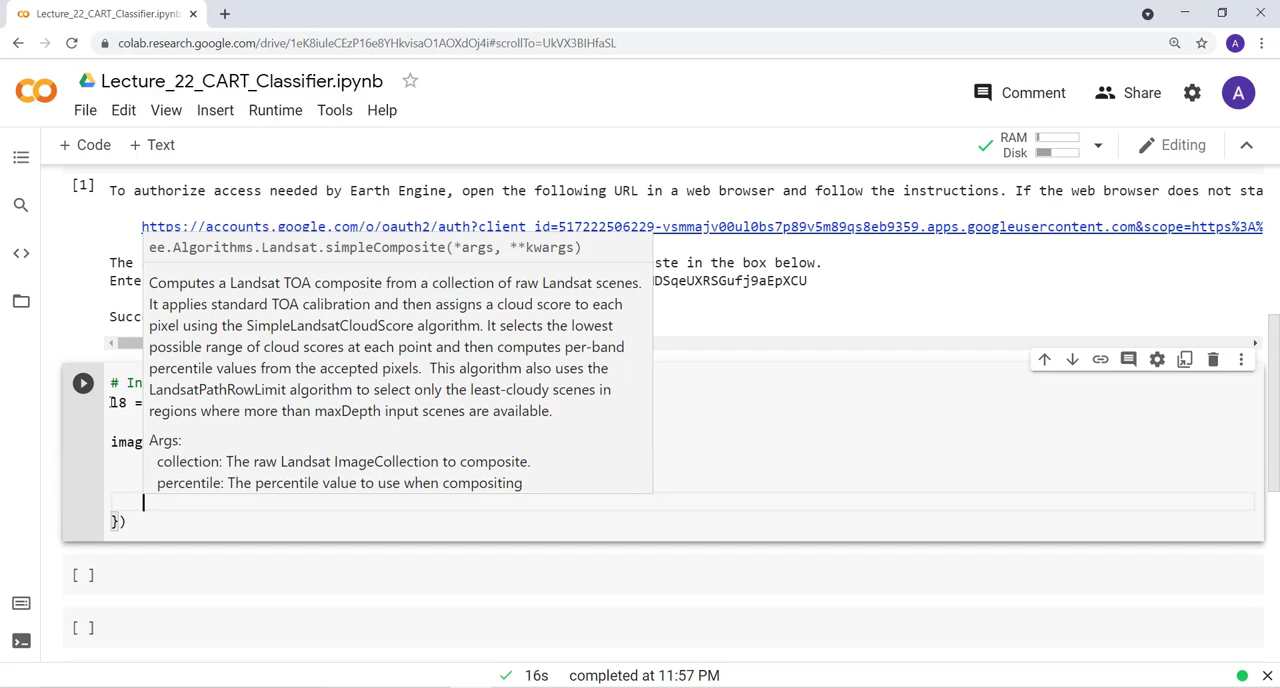 Lecture_22_CART_Classifier.ipynb
colab.research.google.com/drive/1eK8iuleCEzP16e8YHkvisaO1AOXdOj4i#scrollTo=UkVX3BIHfaSL
A
CO
Lecture_22_CART_Classifier.ipynb
Comment
Share
A
File Edit View Insert Runtime Tools Help
+ Code + Text
RAM
Disk
Editing
[1] To authorize access needed by Earth Engine, open the following URL in a web browser and follow the instructions. If the web browser does not sta
https://accounts.google.com/o/oauth2/auth?client_id=517222506229-vsmmajv00ul0bs7p89v5m89qs8eb9359.apps.googleusercontent.com&scope=https%3A%
ee.Algorithms.Landsat.simpleComposite(*args, **kwargs)
The
ste in the box below.
Ente
DSqeUXRSGufj9aEpXCU
Succ
Computes a Landsat TOA composite from a collection of raw Landsat scenes.
It applies standard TOA calibration and then assigns a cloud score to each
pixel using the SimpleLandsatCloudScore algorithm. It selects the lowest
possible range of cloud scores at each point and then computes per-band
percentile values from the accepted pixels. This algorithm also uses the
LandsatPathRowLimit algorithm to select only the least-cloudy scenes in
regions where more than maxDepth input scenes are available.
Args:
collection: The raw Landsat ImageCollection to composite.
percentile: The percentile value to use when compositing
# In
l8 =
imag
})
[ ]
[ ]
16s completed at 11:57 PM